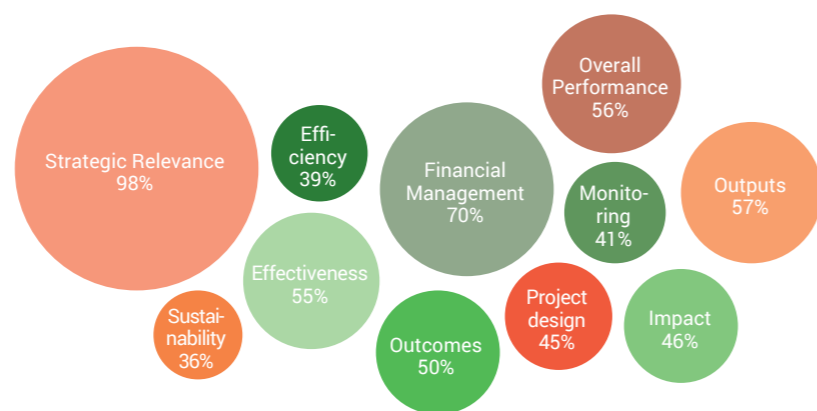 Strategic Relevance
98%
Effi-
ciency
39%
Financial
Management
70%
Overall
Performance
56%
Monito-
ring
41%
Outputs
57%
Effectiveness
55%
Sustai-
nability
36%
Outcomes
50%
Project
design
45%
Impact
46%